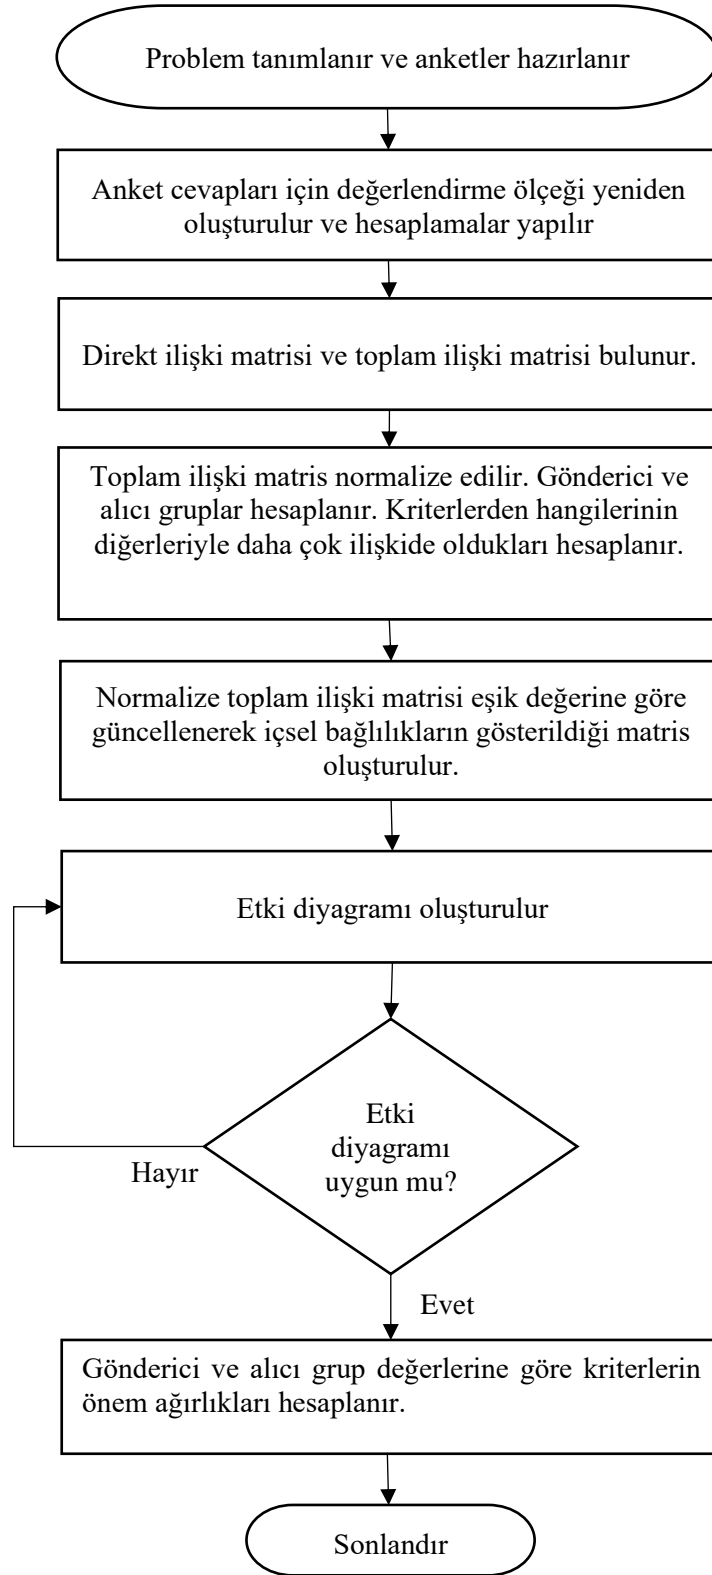 Problem tanımlanır ve anketler hazırlanır
Anket cevapları için değerlendirme ölçeği yeniden
oluşturulur ve hesaplamalar yapılır
Direkt ilişki matrisi ve toplam ilişki matrisi bulunur.
Toplam ilişki matris normalize edilir. Gönderici ve
alıcı gruplar hesaplanır. Kriterlerden hangilerinin
diğerleriyle daha çok ilişkide oldukları hesaplanır.
Normalize toplam ilişki matrisi eşik değerine göre
güncellenerek içsel bağlılıkların gösterildiği matris
oluşturulur.
Etki diyagramı oluşturulur
Etki
diyagramı
uygun mu?
Hayır
Evet
Gönderici ve alıcı grup değerlerine göre kriterlerin
önem ağırlıkları hesaplanır.
Sonlandır